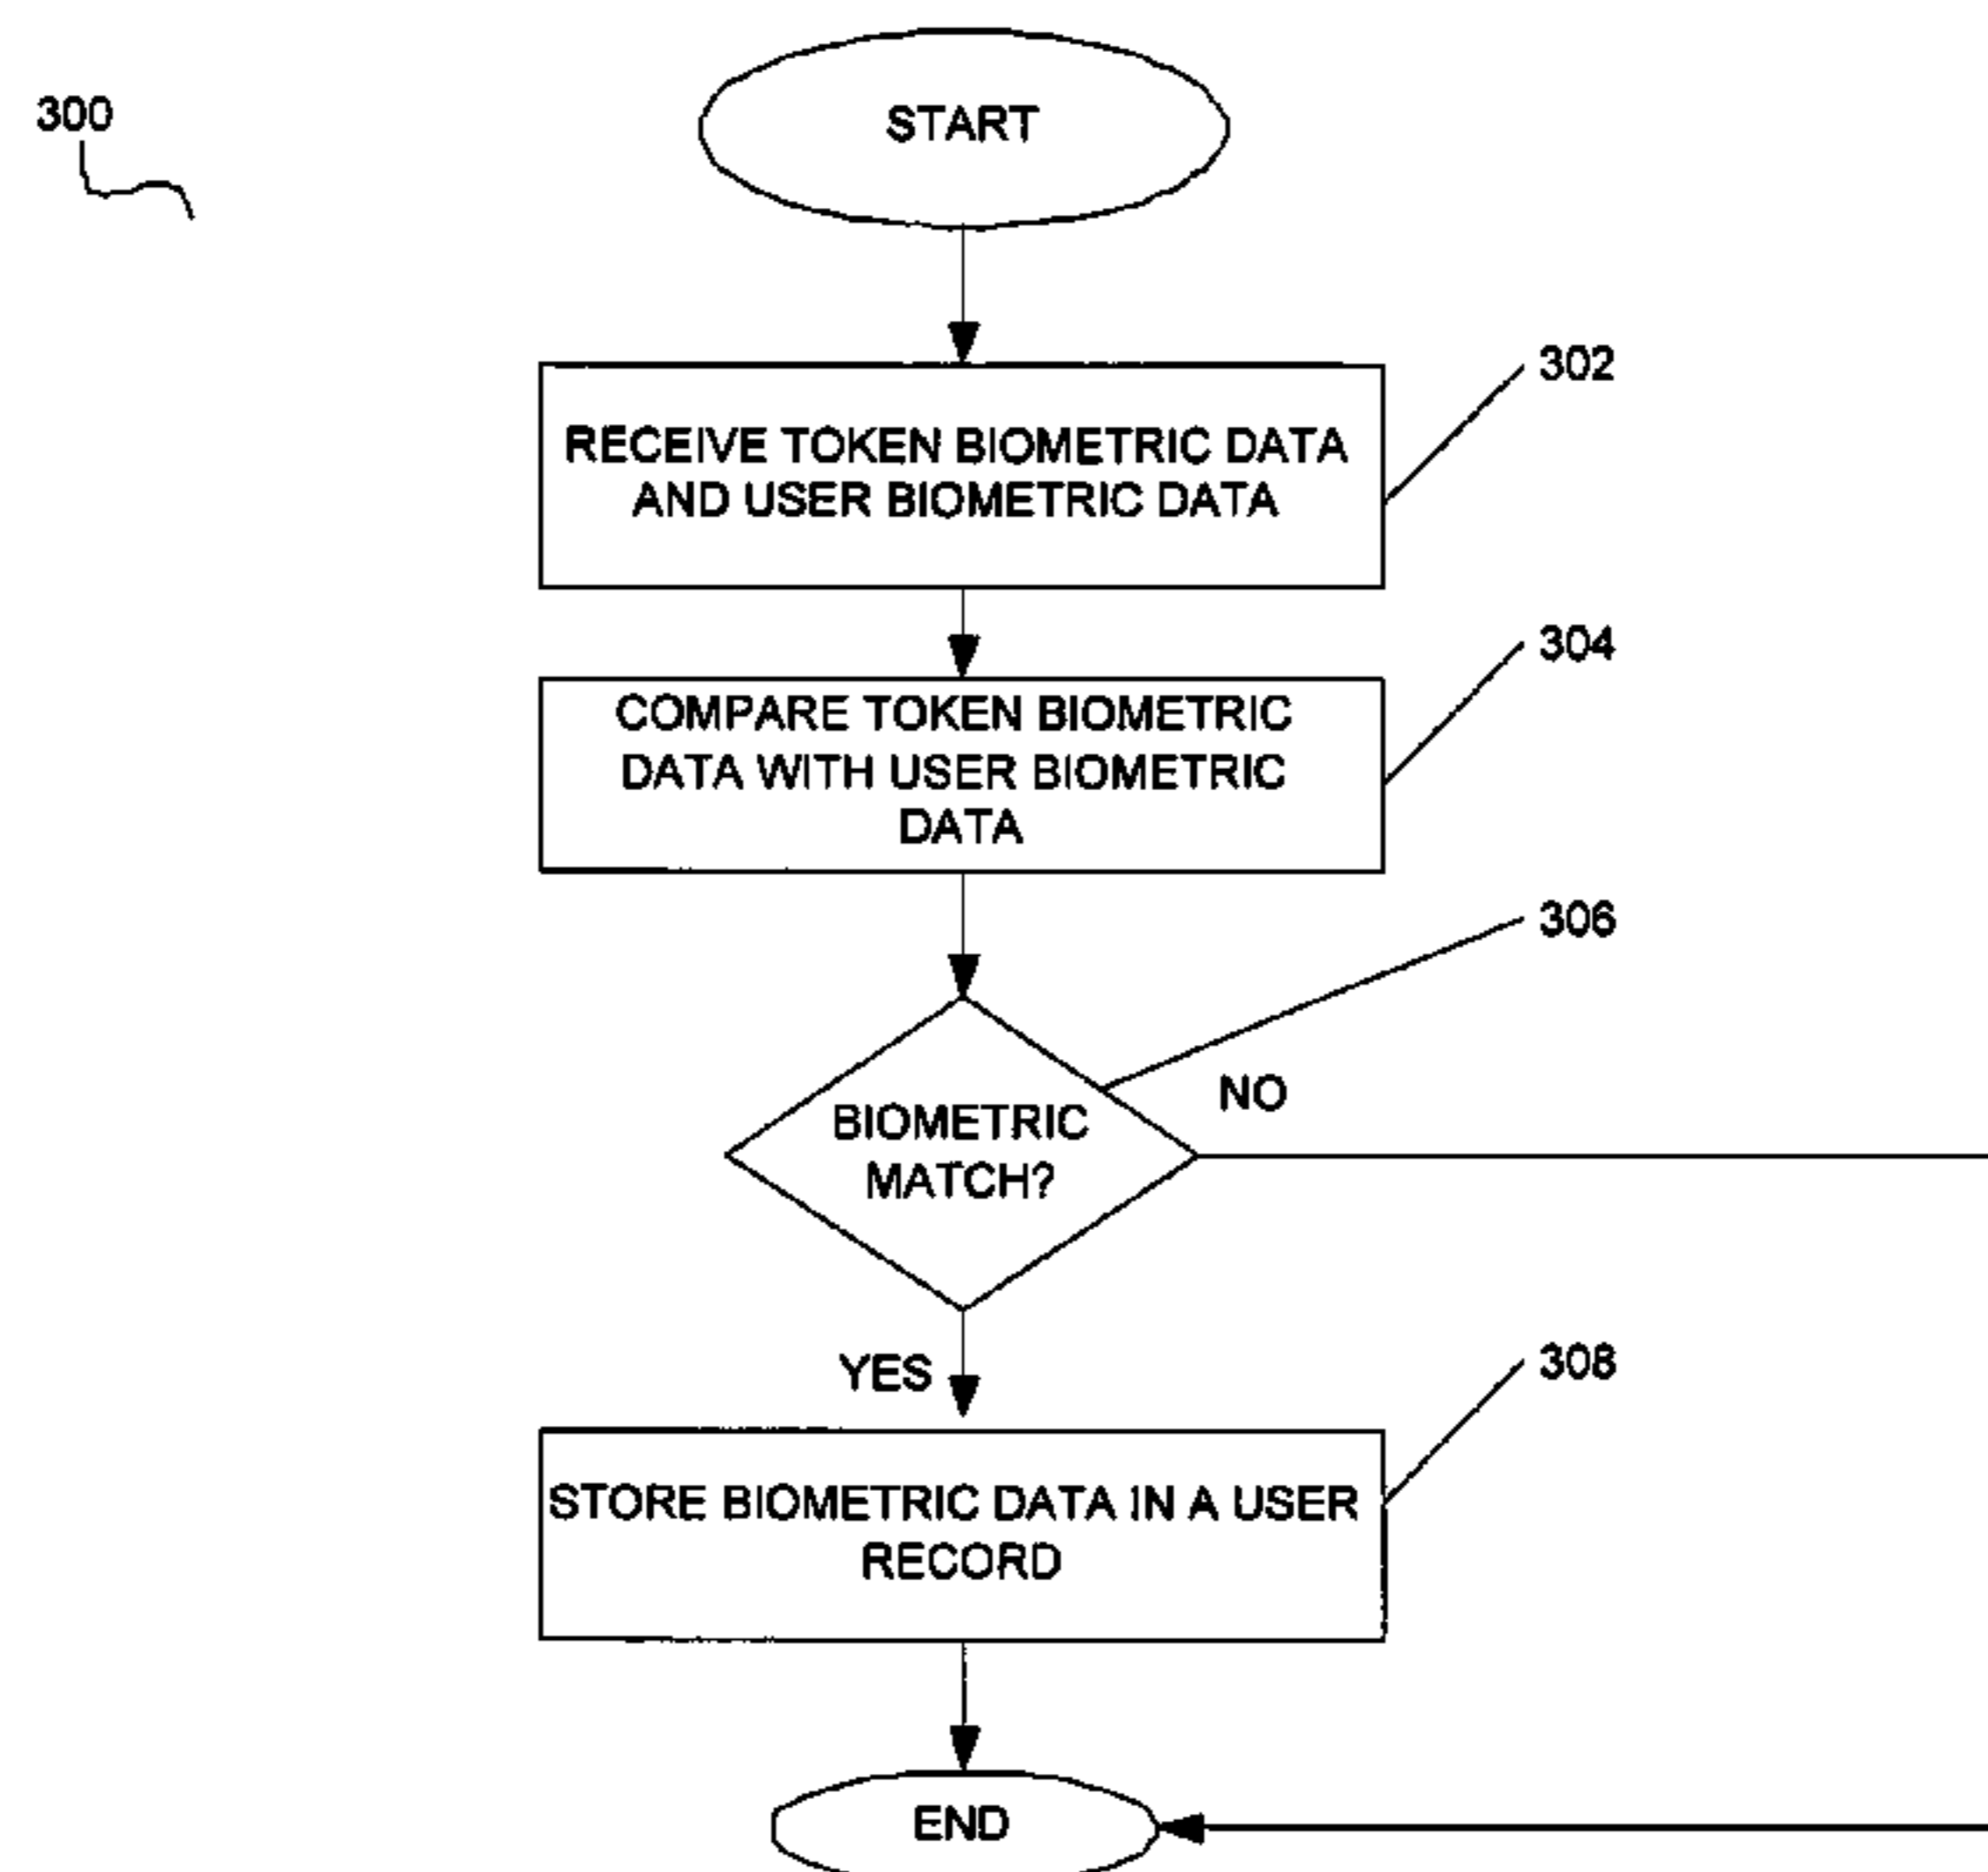 START
300
302
RECEIVE TOKEN BIOMETRIC DATA
AND USER BIOMETRIC DATA
304
COMPARE TOKEN BIOMETRIC
DATA WITH USER BIOMETRIC
DATA
306
NO
BIOMETRIC
MATCH?
YES
308
STORE BIOMETRIC DATA IN A USER
RECORD
END